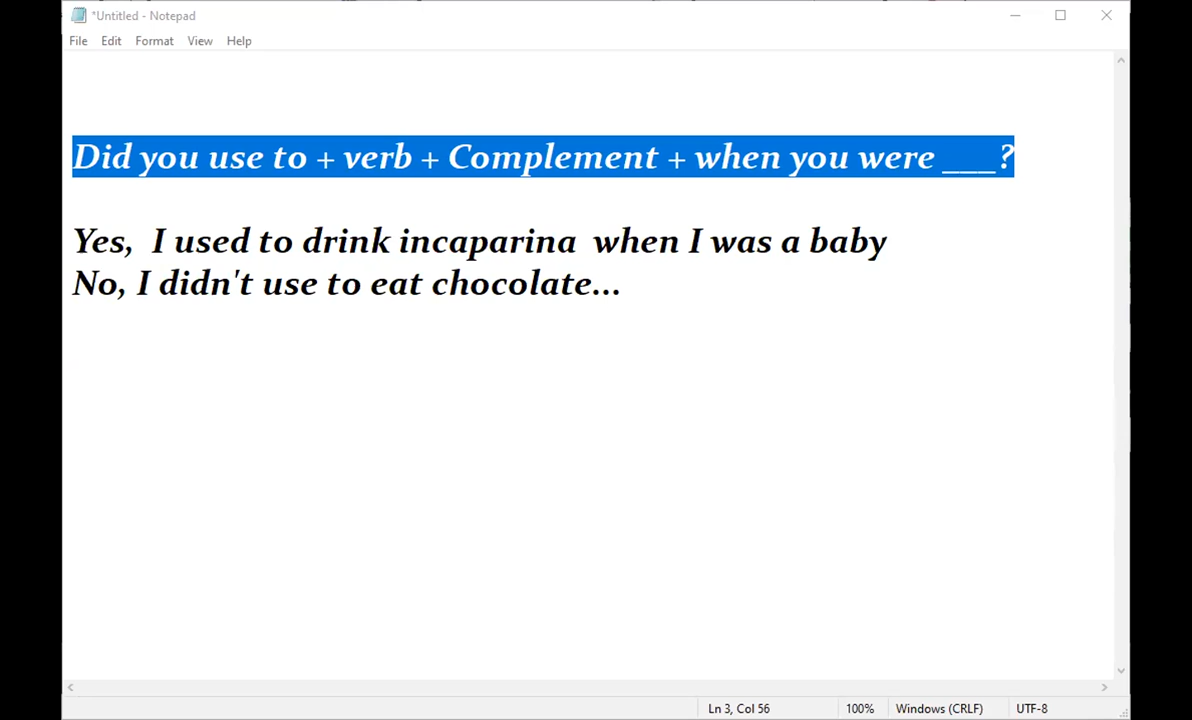 *Untitled - Notepad
File Edit Format View Help
Did you use to + verb + Complement + when you were ___?
Yes,  I used to drink incaparina  when I was a baby
No, I didn't use to eat chocolate...
Ln 3, Col 56 100% Windows (CRLF) UTF-8